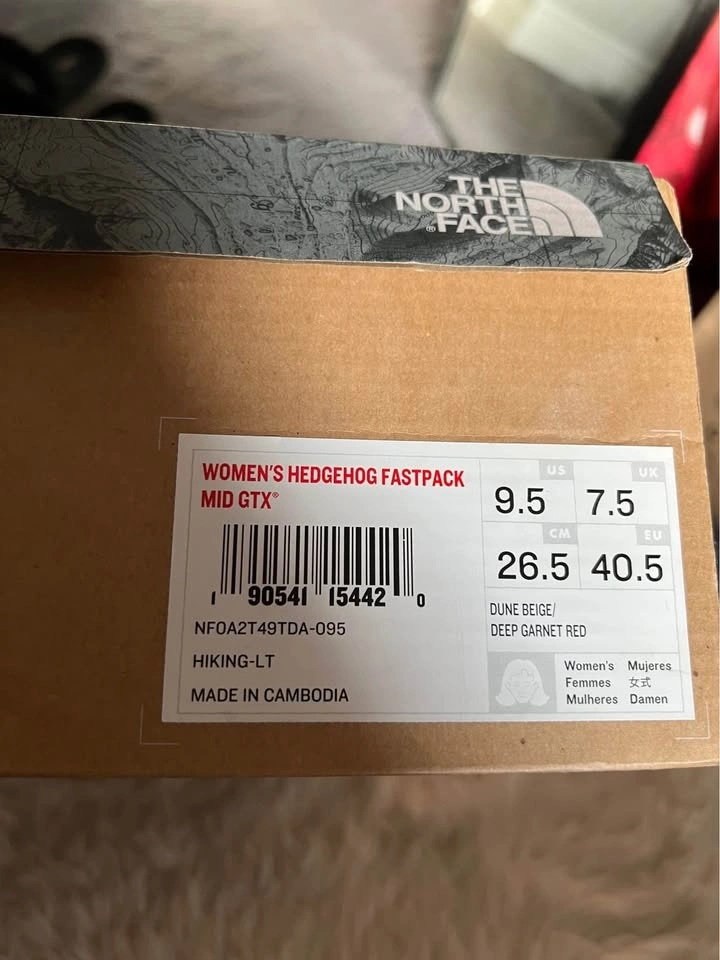 THE
NORTH
FACE®
WOMEN'S HEDGEHOG FASTPACK
MID GTX®
1 90541 15442 0
NF0A2T49TDA-095
HIKING-LT
MADE IN CAMBODIA
US UK
9.5 7.5
CM EU
26.5 40.5
DUNE BEIGE/
DEEP GARNET RED
Women's Mujeres
Femmes 女式
Mulheres Damen